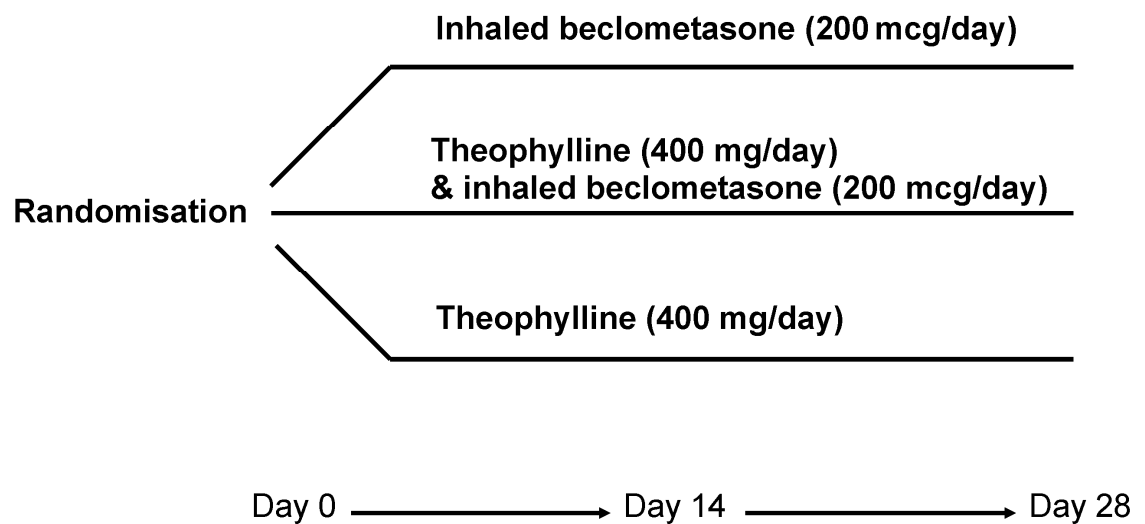 Inhaled beclometasone (200 mcg/day)
Theophylline (400 mg/day)
& inhaled beclometasone (200 mcg/day)
Randomisation
Theophylline (400 mg/day)
Day 0 Day 14 Day 28